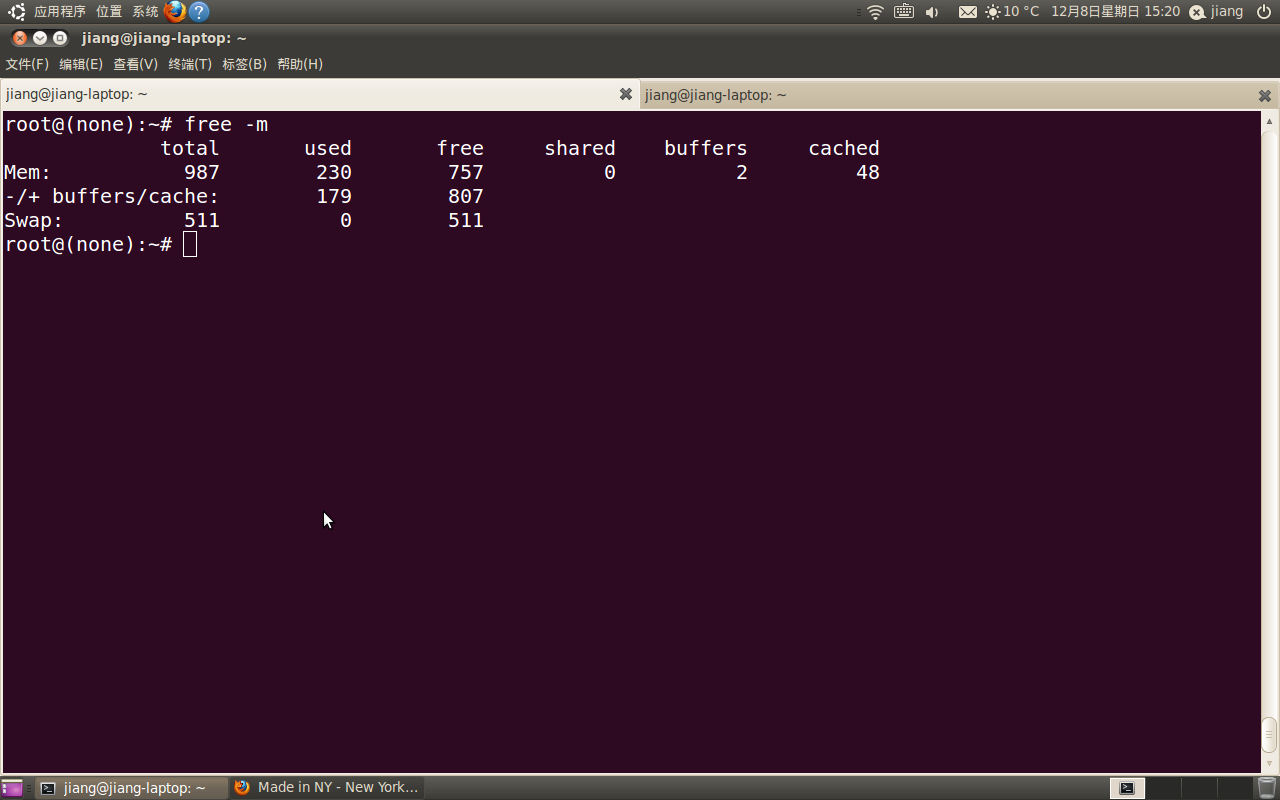 应用程序 位置 系统 10 °C 12月8日星期日 15:20 jiang
jiang@jiang-laptop: ~
文件(F) 编辑(E) 查看(V) 终端(T) 标签(B) 帮助(H)
jiang@jiang-laptop: ~ jiang@jiang-laptop: ~
root@(none):~# free -m
total used free shared buffers cached
Mem: 987 230 757 0 2 48
-/+ buffers/cache: 179 807
Swap: 511 0 511
root@(none):~#
jiang@jiang-laptop: ~ Made in NY - New York...